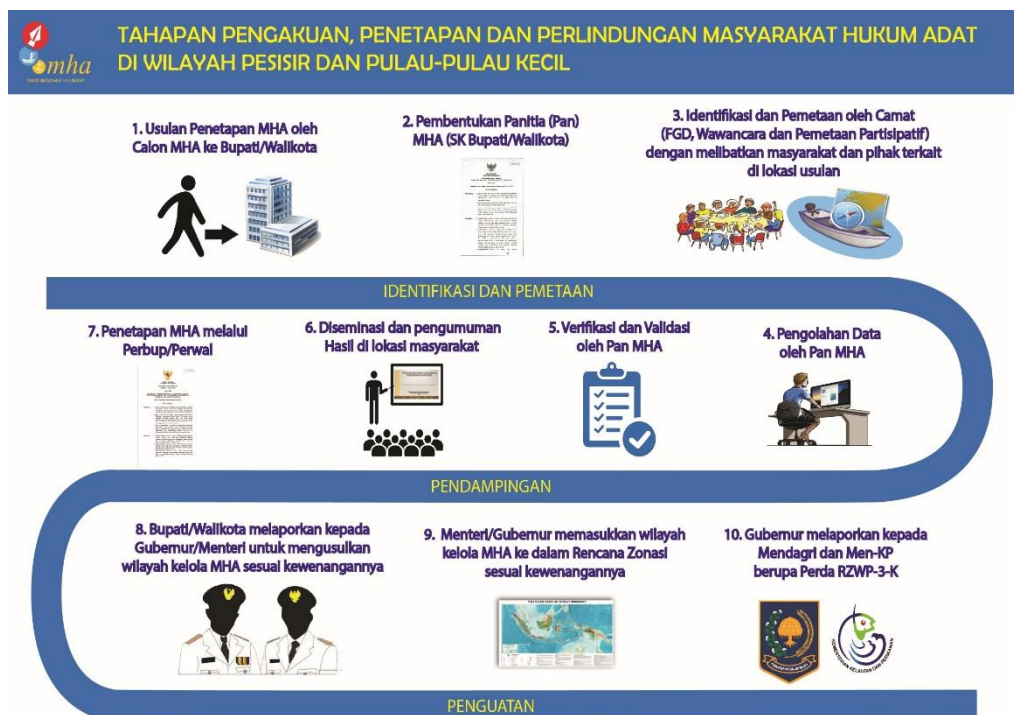 TAHAPAN PENGAKUAN, PENETAPAN DAN PERLINDUNGAN MASYARAKAT HUKUM ADAT
DI WILAYAH PESISIR DAN PULAU-PULAU KECIL
mha
1. Usulan Penetapan MHA oleh
Calon MHA ke Bupati/Walikota
2. Pembentukan Panitia (Pan)
MHA (SK Bupati/Walikota)
3. Identifikasi dan Pemetaan oleh Camat
(FGD, Wawancara dan Pemetaan Partisipatif)
dengan melibatkan masyarakat dan pihak terkait
di lokasi usulan
IDENTIFIKASI DAN PEMETAAN
7. Penetapan MHA melalui
Perbup/Perwal
6. Diseminasi dan pengumuman
Hasil di lokasi masyarakat
5. Verifikasi dan Validasi
oleh Pan MHA
4. Pengolahan Data
oleh Pan MHA
PENDAMPINGAN
8. Bupati/Walikota melaporkan kepada
Gubernur/Menteri untuk mengusulkan
wilayah kelola MHA sesuai kewenangannya
9. Menteri/Gubernur memasukkan wilayah
kelola MHA ke dalam Rencana Zonasi
sesuai kewenangannya
10. Gubernur melaporkan kepada
Mendagri dan Men-KP
berupa Perda RZWP-3-K
KEMENTERIAN KELAUTAN DAN PERIKANAN
PENGUATAN